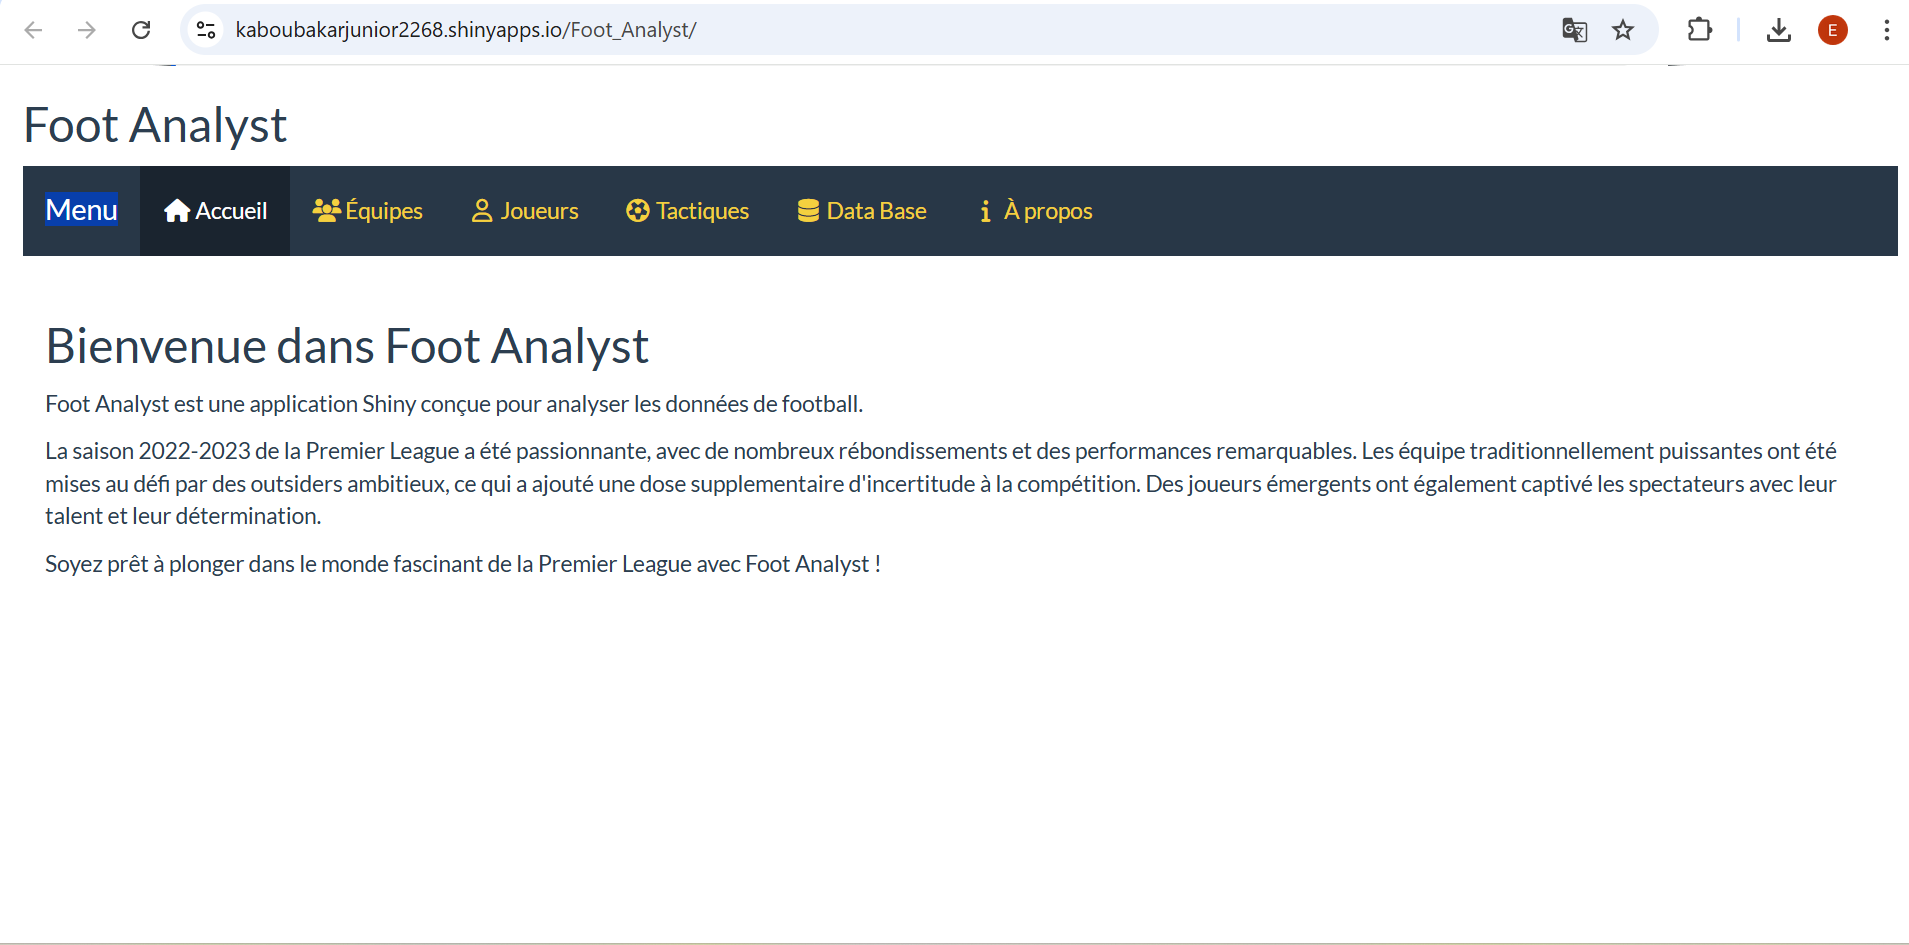 kaboubakarjunior2268.shinyapps.io/Foot_Analyst/
E
Foot Analyst
Menu Accueil Équipes Joueurs Tactiques Data Base À propos
Bienvenue dans Foot Analyst
Foot Analyst est une application Shiny conçue pour analyser les données de football.
La saison 2022-2023 de la Premier League a été passionnante, avec de nombreux rébondissements et des performances remarquables. Les équipe traditionnellement puissantes ont été
mises au défi par des outsiders ambitieux, ce qui a ajouté une dose supplementaire d'incertitude à la compétition. Des joueurs émergents ont également captivé les spectateurs avec leur
talent et leur détermination.
Soyez prêt à plonger dans le monde fascinant de la Premier League avec Foot Analyst !